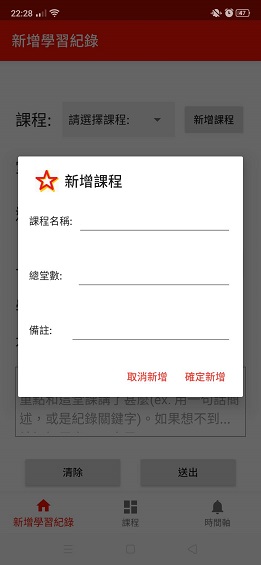 22:28
47
新增學習紀錄
課程:
請選擇課程:
新增課程
新增課程
課程名稱:
總堂數:
備註:
取消新增
確定新增
重點和這堂課講了甚麼(ex. 用一句話簡
述，或是紀錄關鍵字)。如果想不到...
清除
送出
新增學習紀錄
課程
時間軸